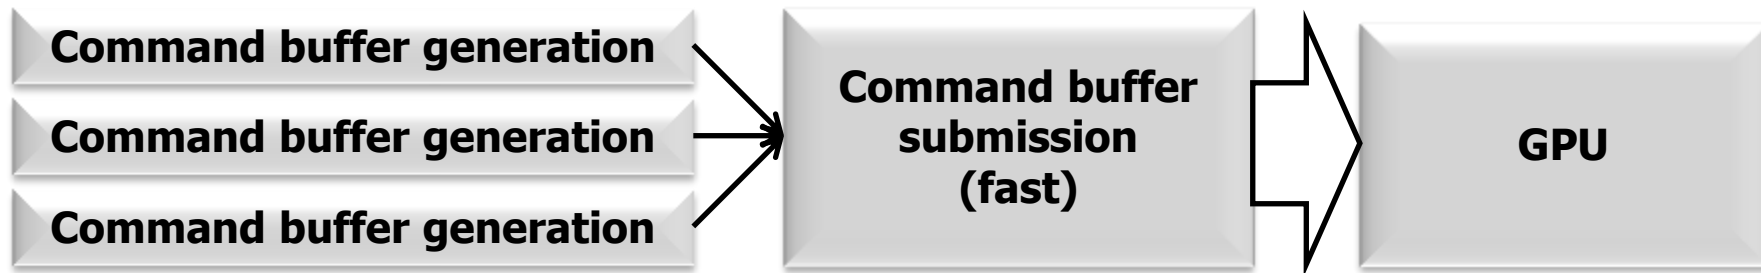 Command buffer generation
Command buffer generation
Command buffer generation
Command buffer
submission
(fast)
GPU